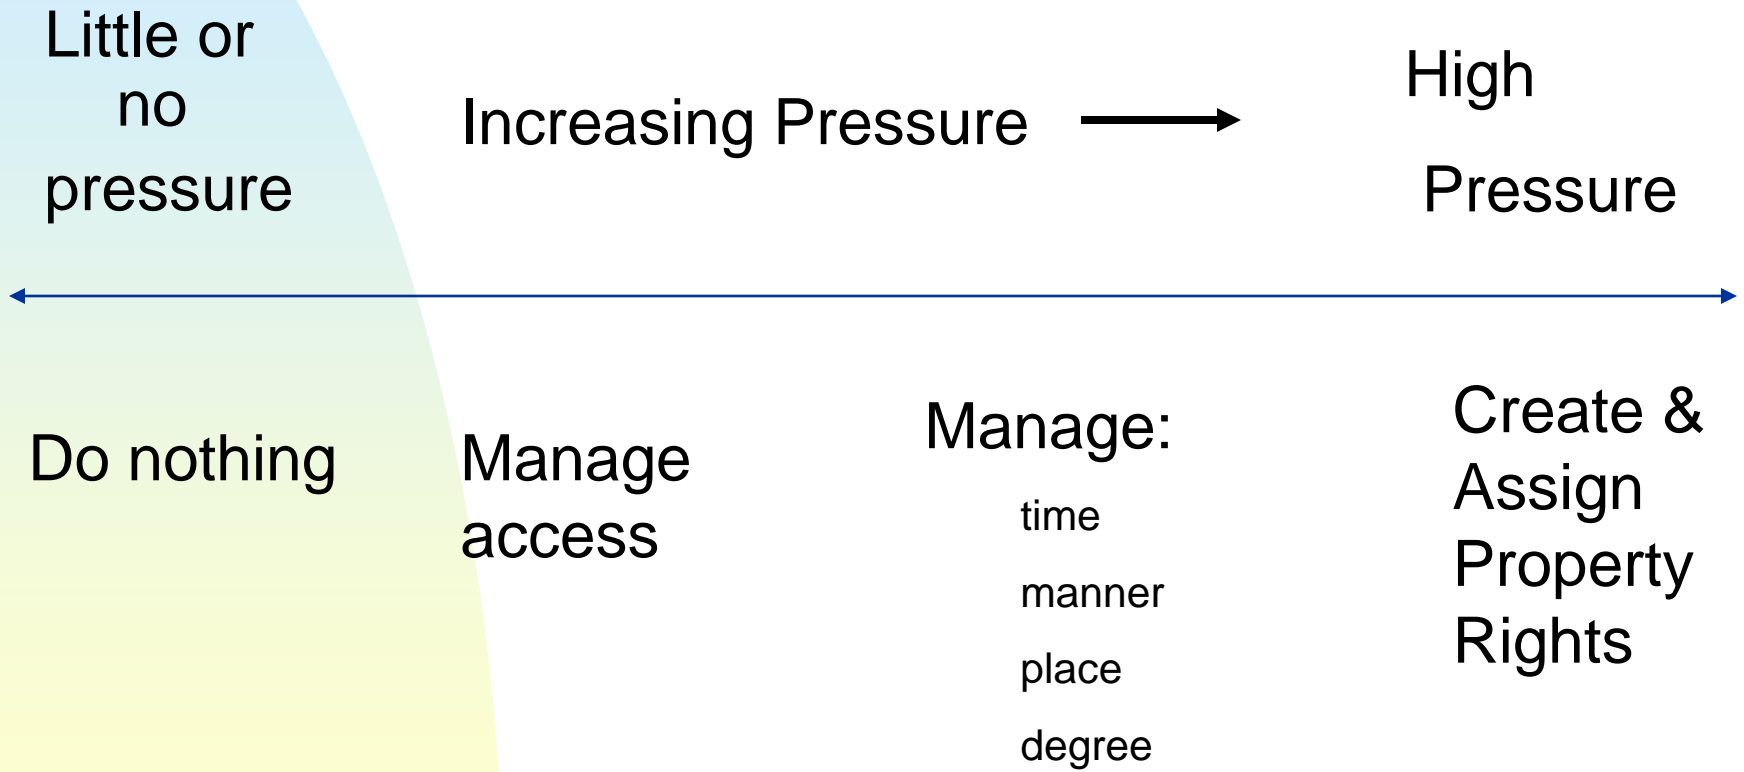 Little or
no
pressure
Increasing Pressure
High
Pressure
Do nothing
Manage
access
Manage:
time
manner
place
degree
Create &
Assign
Property
Rights